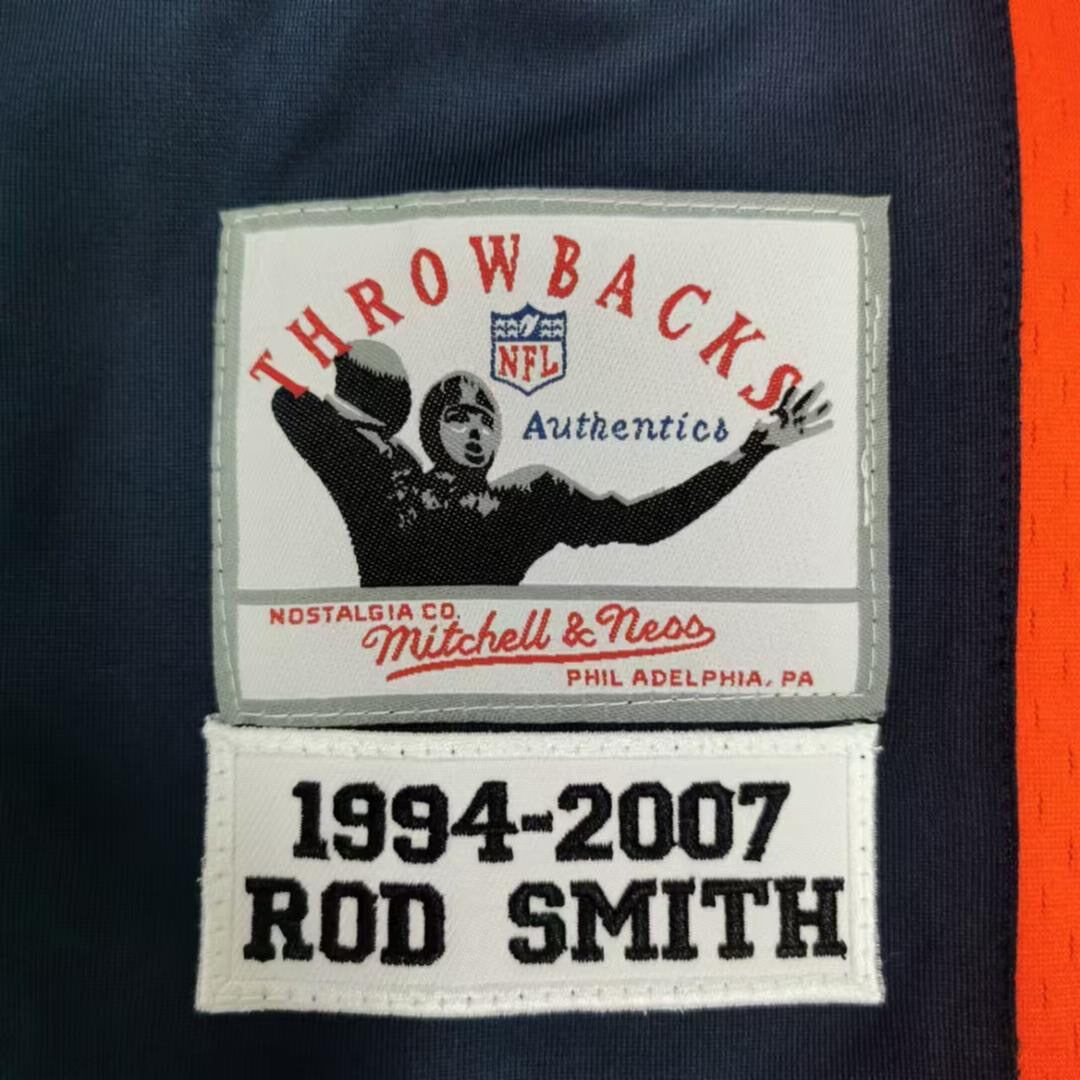 THROWBACKS
NFL
Authentics
NOSTALGIA CO.
Mitchell & Ness
PHILADELPHIA, PA
1994-2007
ROD SMITH